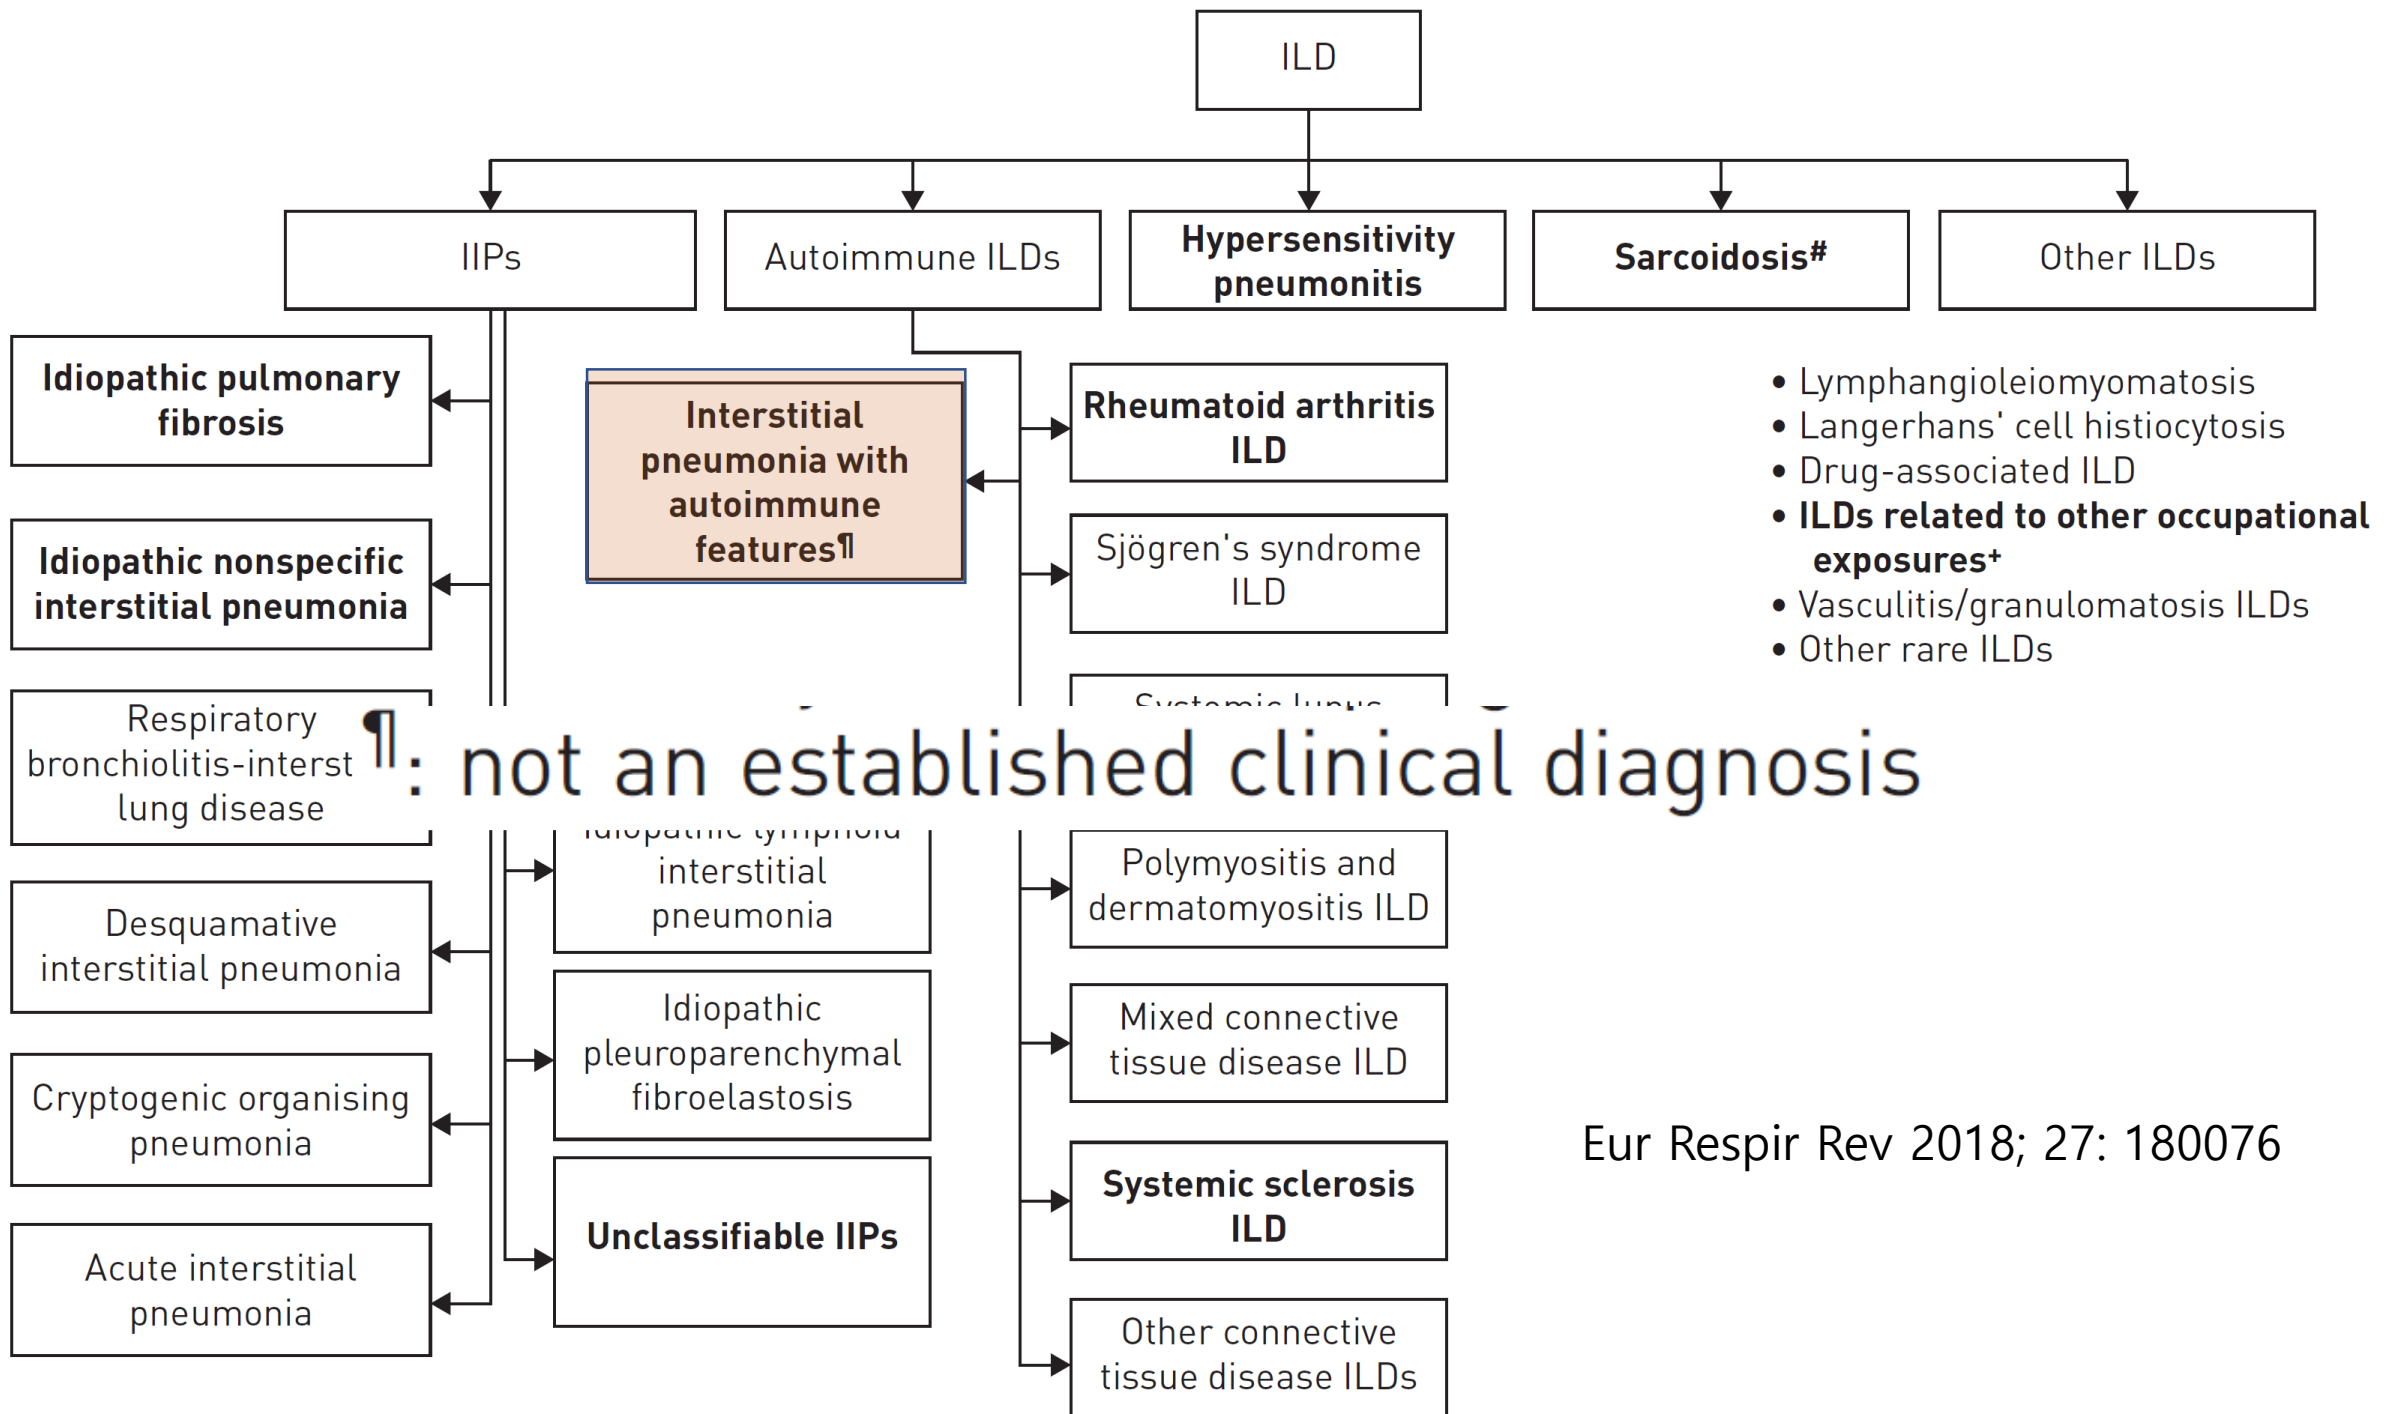 ILD
IIPs
Autoimmune ILDs
Hypersensitivity
pneumonitis
Sarcoidosis#
Other ILDs
Idiopathic pulmonary
fibrosis
Idiopathic nonspecific
interstitial pneumonia
Respiratory
bronchiolitis-interst
lung disease
Desquamative
interstitial pneumonia
Cryptogenic organising
pneumonia
Acute interstitial
pneumonia
Interstitial
pneumonia with
autoimmune
features¶
Idiopathic lymphoid
interstitial
pneumonia
Idiopathic
pleuroparenchymal
fibroelastosis
Unclassifiable IIPs
Rheumatoid arthritis
ILD
Sjögren's syndrome
ILD
Systemic lupus
Polymyositis and
dermatomyositis ILD
Mixed connective
tissue disease ILD
Systemic sclerosis
ILD
Other connective
tissue disease ILDs
• Lymphangioleiomyomatosis
• Langerhans' cell histiocytosis
• Drug-associated ILD
• ILDs related to other occupational
exposures+
• Vasculitis/granulomatosis ILDs
• Other rare ILDs
¶: not an established clinical diagnosis
Eur Respir Rev 2018; 27: 180076